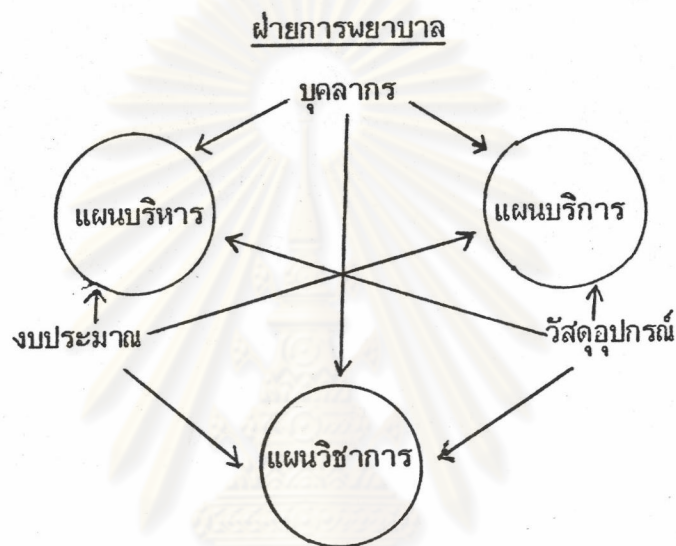 ฝ่ายการพยาบาล
บุคลากร
แผนบริหาร
แผนบริการ
งบประมาณ
วัสดุอุปกรณ์
แผนวิชาการ